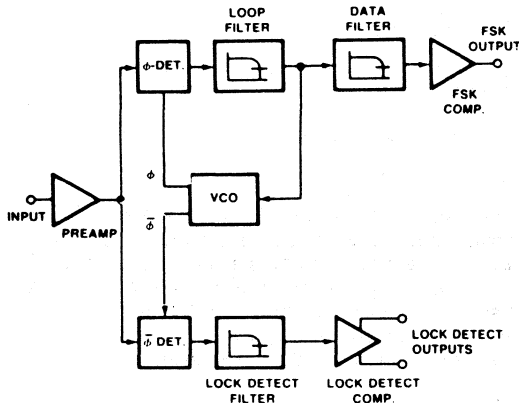 LOOP
FILTER
DATA
FILTER
FSK
OUTPUT
ϕ-DET.
FSK
COMP.
ϕ
VCO
INPUT
PREAMP
ϕ̅
ϕ̅ DET.
LOCK DETECT
OUTPUTS
LOCK DETECT
FILTER
LOCK DETECT
COMP.